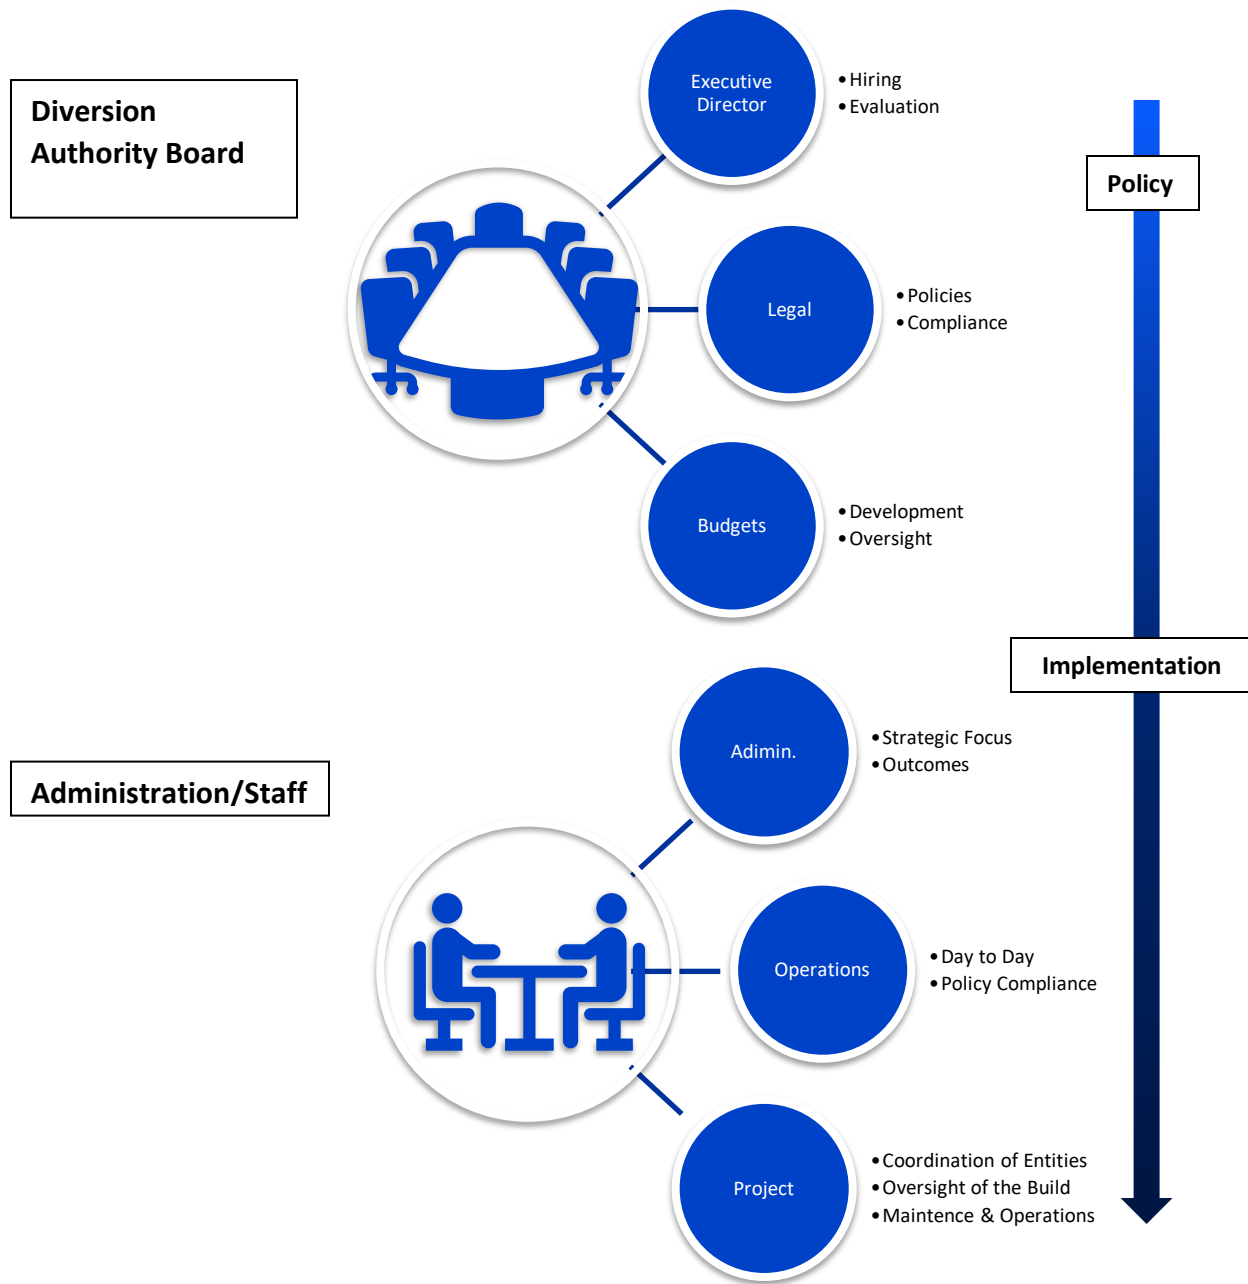 Diversion
Authority Board
Executive
Director
•Hiring
•Evaluation
Policy
Legal
•Policies
•Compliance
Budgets
•Development
•Oversight
Implementation
Administration/Staff
Adimin.
•Strategic Focus
•Outcomes
Operations
•Day to Day
•Policy Compliance
Project
•Coordination of Entities
•Oversight of the Build
•Maintence & Operations